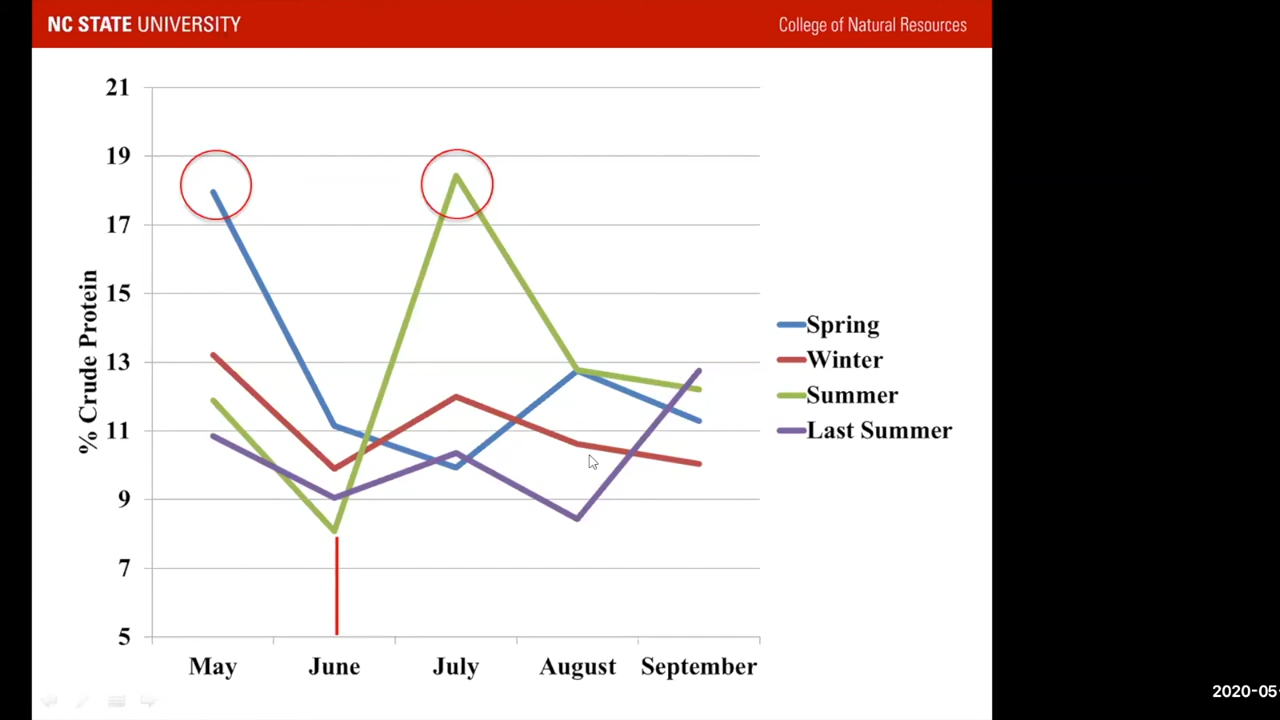 NC STATE UNIVERSITY
College of Natural Resources
% Crude Protein
21
19
17
15
13
11
9
7
5
May
June
July
August
September
Spring
Winter
Summer
Last Summer
2020-05-